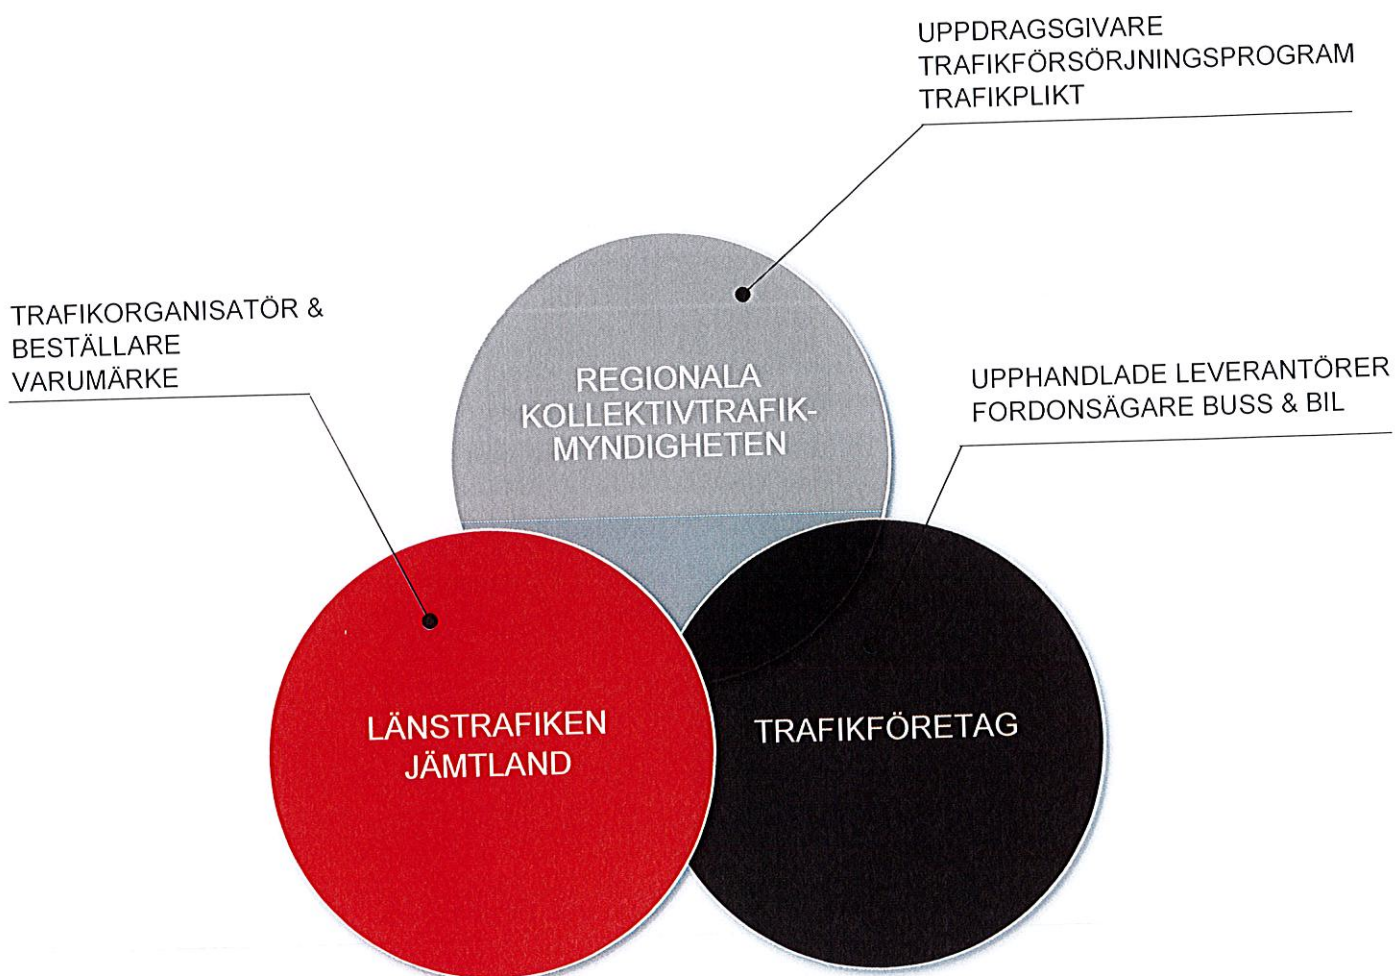 UPPDRAGSGIVARE
TRAFIKFÖRSÖRJNINGSPROGRAM
TRAFIKPLIKT
TRAFIKORGANISATÖR &
BESTÄLLARE
VARUMÄRKE
REGIONALA
KOLLEKTIVTRAFIK-
MYNDIGHETEN
UPPHANDLADE LEVERANTÖRER
FORDONSÄGARE BUSS & BIL
LÄNSTRAFIKEN
JÄMTLAND
TRAFIKFÖRETAG